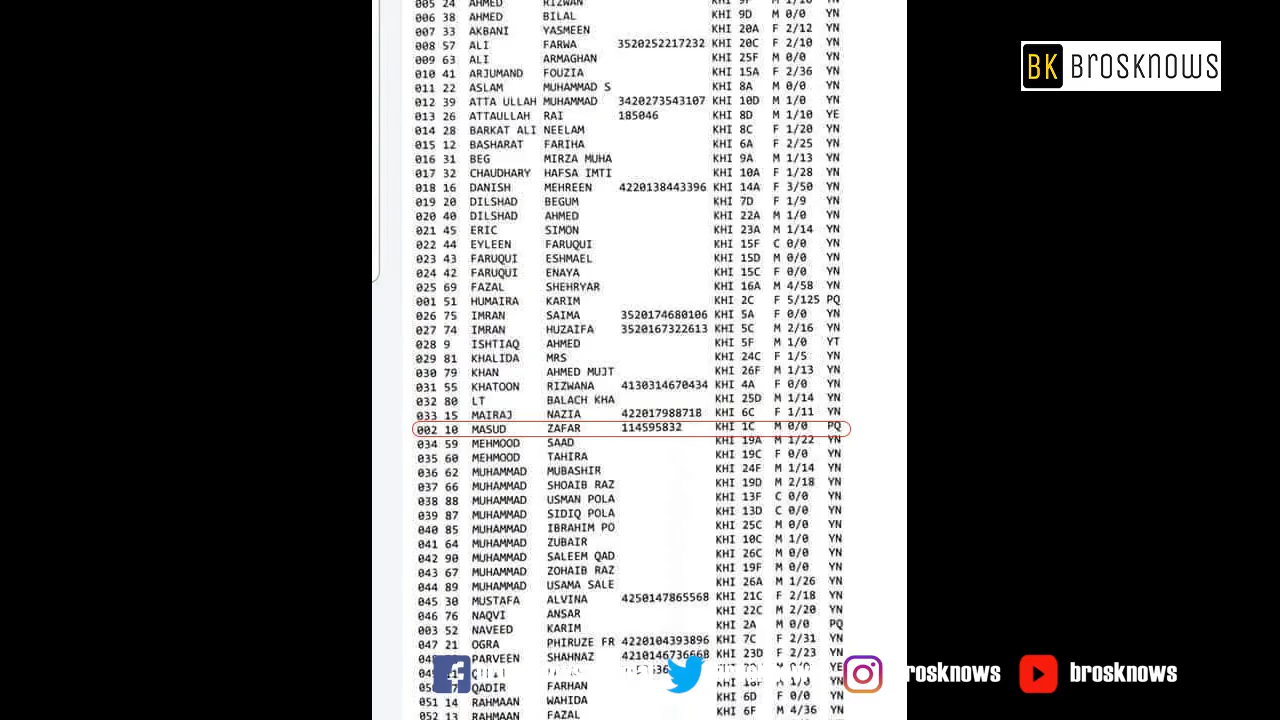 005 24 AHMED RIZWAN KHI 9F M 1/10 YN
006 38 AHMED BILAL KHI 9D M 0/0 YN
007 33 AKBANI YASMEEN KHI 20A F 2/12 YN
008 57 ALI FARWA 3520252217232 KHI 20C F 2/10 YN
009 63 ALI ARMAGHAN KHI 25F M 0/0 YN
010 41 ARJUMAND FOUZIA KHI 15A F 2/36 YN
011 22 ASLAM MUHAMMAD S KHI 8A M 0/0 YN
012 39 ATTA ULLAH MUHAMMAD 3420273543107 KHI 10D M 1/0 YN
013 26 ATTAULLAH RAI 185046 KHI 8D M 1/10 YE
014 28 BARKAT ALI NEELAM KHI 8C F 1/20 YN
015 12 BASHARAT FARIHA KHI 6A F 2/25 YN
016 31 BEG MIRZA MUHA KHI 9A M 1/13 YN
017 32 CHAUDHARY HAFSA IMTI KHI 10A F 1/28 YN
018 16 DANISH MEHREEN 4220138443396 KHI 14A F 3/50 YN
019 20 DILSHAD BEGUM KHI 7D F 1/9 YN
020 40 DILSHAD AHMED KHI 22A M 1/0 YN
021 45 ERIC SIMON KHI 23A M 1/14 YN
022 44 EYLEEN FARUQUI KHI 15F C 0/0 YN
023 43 FARUQUI ESHMAEL KHI 15D M 0/0 YN
024 42 FARUQUI ENAYA KHI 15C F 0/0 YN
025 69 FAZAL SHEHRYAR KHI 16A M 4/58 YN
001 51 HUMAIRA KARIM KHI 2C F 5/125 PQ
026 75 IMRAN SAIMA 3520174680106 KHI 5A F 0/0 YN
027 74 IMRAN HUZAIFA 3520167322613 KHI 5C M 2/16 YN
028 9 ISHTIAQ AHMED KHI 5F M 1/0 YT
029 81 KHALIDA MRS KHI 24C F 1/5 YN
030 79 KHAN AHMED MUJT KHI 26F M 1/13 YN
031 55 KHATOON RIZWANA 4130314670434 KHI 4A F 0/0 YN
032 80 LT BALACH KHA KHI 25D M 1/14 YN
033 15 MAIRAJ NAZIA 422017988718 KHI 6C F 1/11 YN
002 10 MASUD ZAFAR 114595832 KHI 1C M 0/0 PQ
034 59 MEHMOOD SAAD KHI 19A M 1/22 YN
035 60 MEHMOOD TAHIRA KHI 19C F 0/0 YN
036 62 MUHAMMAD MUBASHIR KHI 24F M 1/14 YN
037 66 MUHAMMAD SHOAIB RAZ KHI 19D M 2/18 YN
038 88 MUHAMMAD USMAN POLA KHI 13F C 0/0 YN
039 87 MUHAMMAD SIDIQ POLA KHI 13D C 0/0 YN
040 85 MUHAMMAD IBRAHIM PO KHI 25C M 0/0 YN
041 64 MUHAMMAD ZUBAIR KHI 10C M 1/0 YN
042 90 MUHAMMAD SALEEM QAD KHI 26C M 0/0 YN
043 67 MUHAMMAD ZOHAIB RAZ KHI 19F M 0/0 YN
044 89 MUHAMMAD USAMA SALE KHI 26A M 1/26 YN
045 30 MUSTAFA ALVINA 4250147865568 KHI 21C F 2/18 YN
046 76 NAQVI ANSAR KHI 22C M 2/20 YN
003 52 NAVEED KARIM KHI 2A M 0/0 PQ
047 21 OGRA PHIRUZE FR 4220104393896 KHI 7C F 2/31 YN
PARVEEN SHAHNAZ 4210146736668 KHI 23D F 2/23 YN
QADIR FARHAN YN
051 14 RAHMAAN WAHIDA KHI 6D F 0/0 YN
052 13 RAHMAAN FAZAL KHI 6F M 4/36 YN
BK BROSKNOWS
brosknows
brosknows